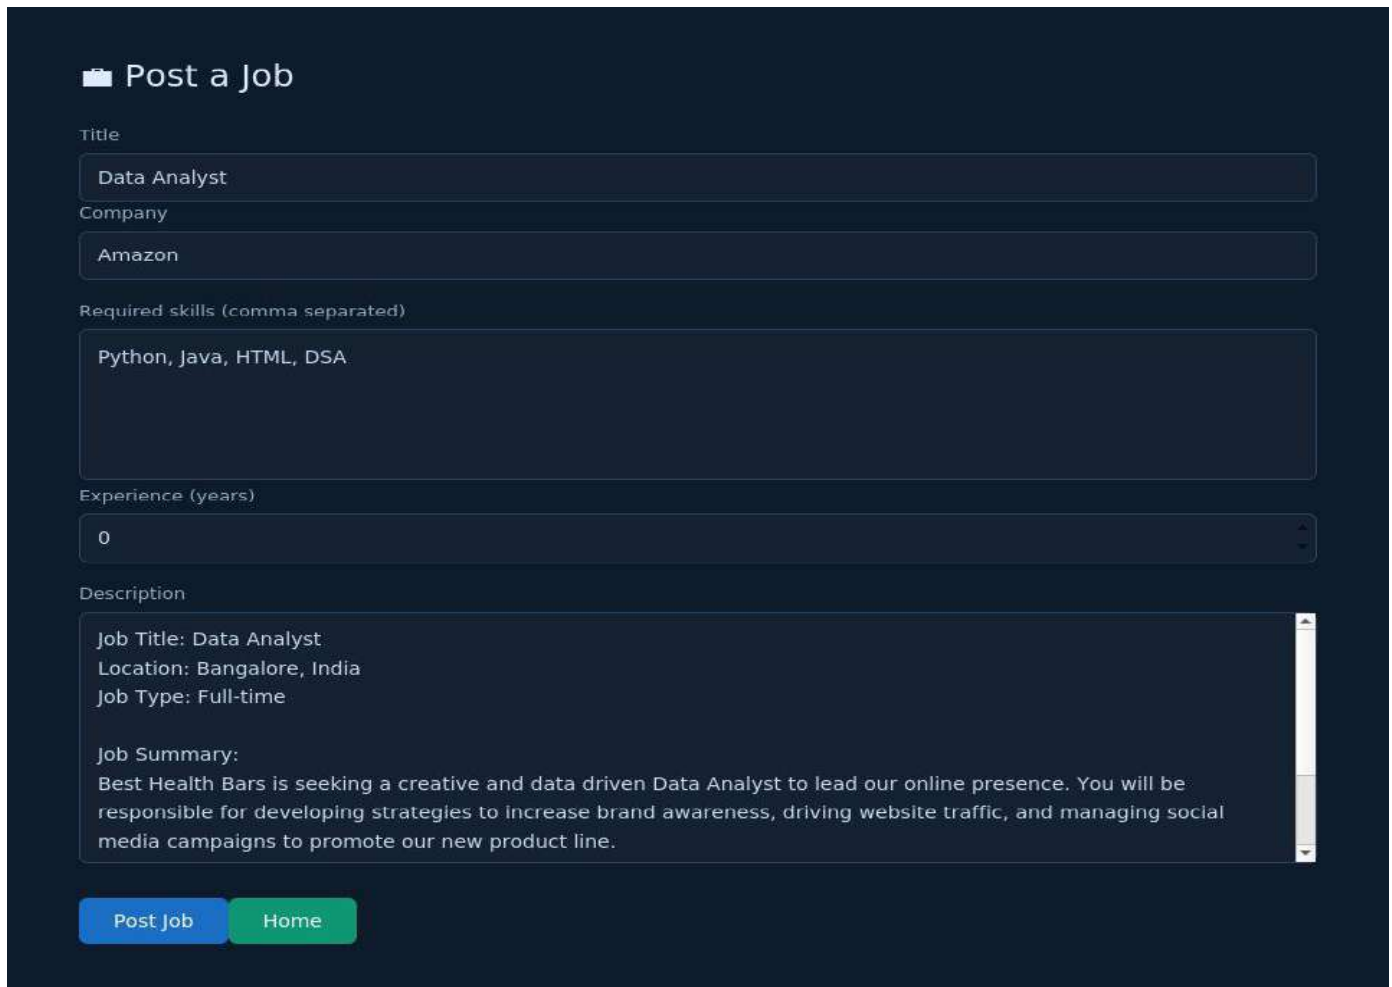 Post a Job
Title
Data Analyst
Company
Amazon
Required skills (comma separated)
Python, Java, HTML, DSA
Experience (years)
0
Description
Job Title: Data Analyst
Location: Bangalore, India
Job Type: Full-time
Job Summary:
Best Health Bars is seeking a creative and data driven Data Analyst to lead our online presence. You will be
responsible for developing strategies to increase brand awareness, driving website traffic, and managing social
media campaigns to promote our new product line.
Post Job Home